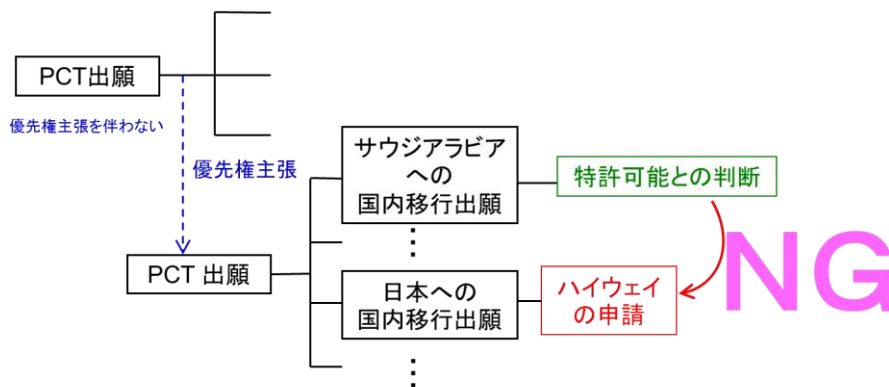 PCT出願
優先権主張を伴わない
優先権主張
サウジアラビア
への
国内移行出願
特許可能との判断
PCT 出願
日本への
国内移行出願
ハイウェイ
の申請
NG